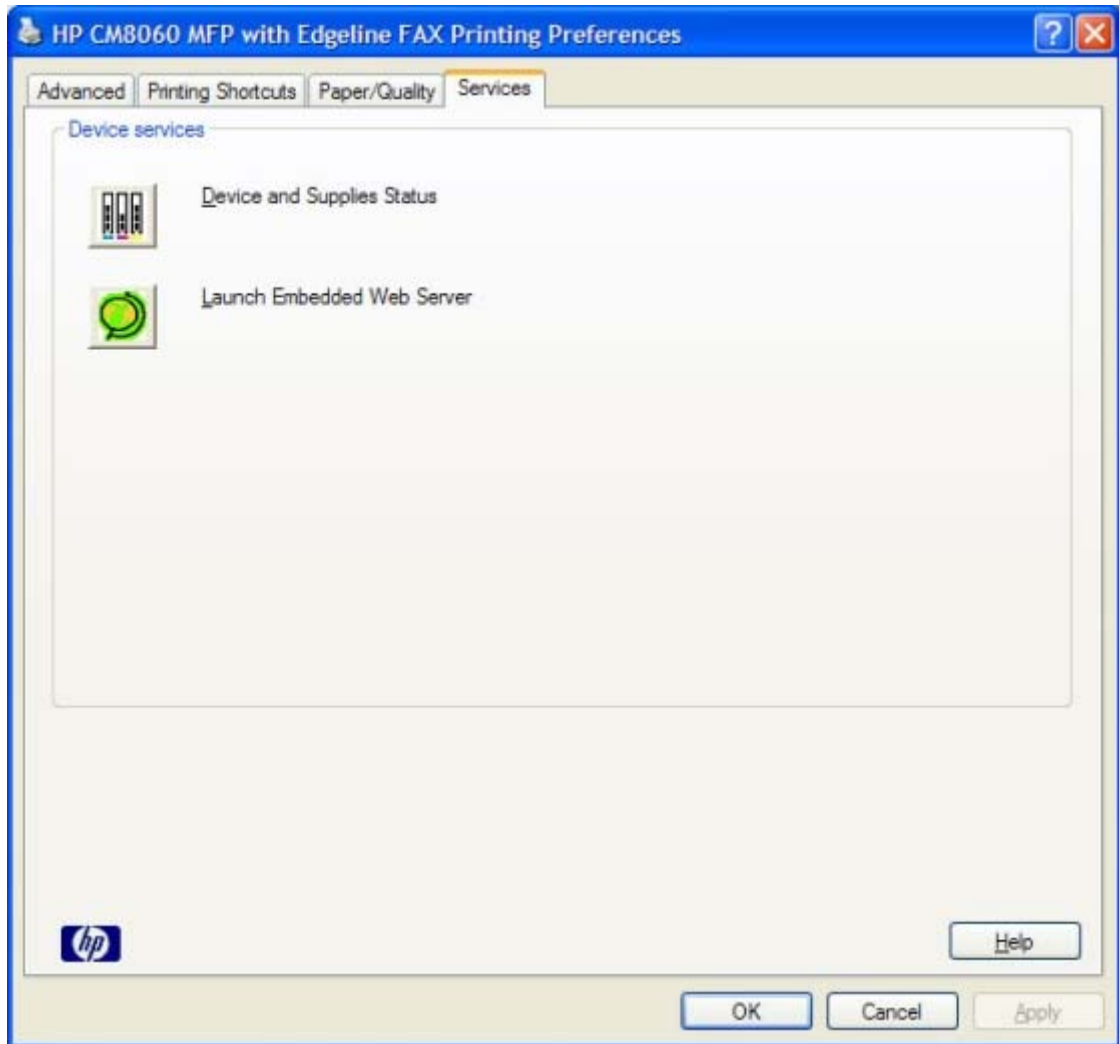 HP CM8060 MFP with Edgeline FAX Printing Preferences
Advanced Printing Shortcuts Paper/Quality Services
Device services
Device and Supplies Status
Launch Embedded Web Server
hp
Help
OK Cancel Apply